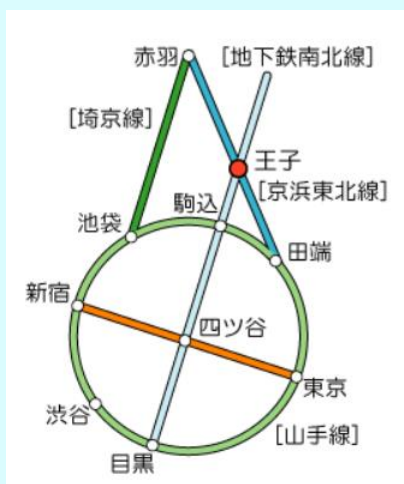 赤羽
[地下鉄南北線]
[埼京線]
王子
[京浜東北線]
駒込
池袋
田端
新宿
四ツ谷
東京
渋谷
[山手線]
目黒